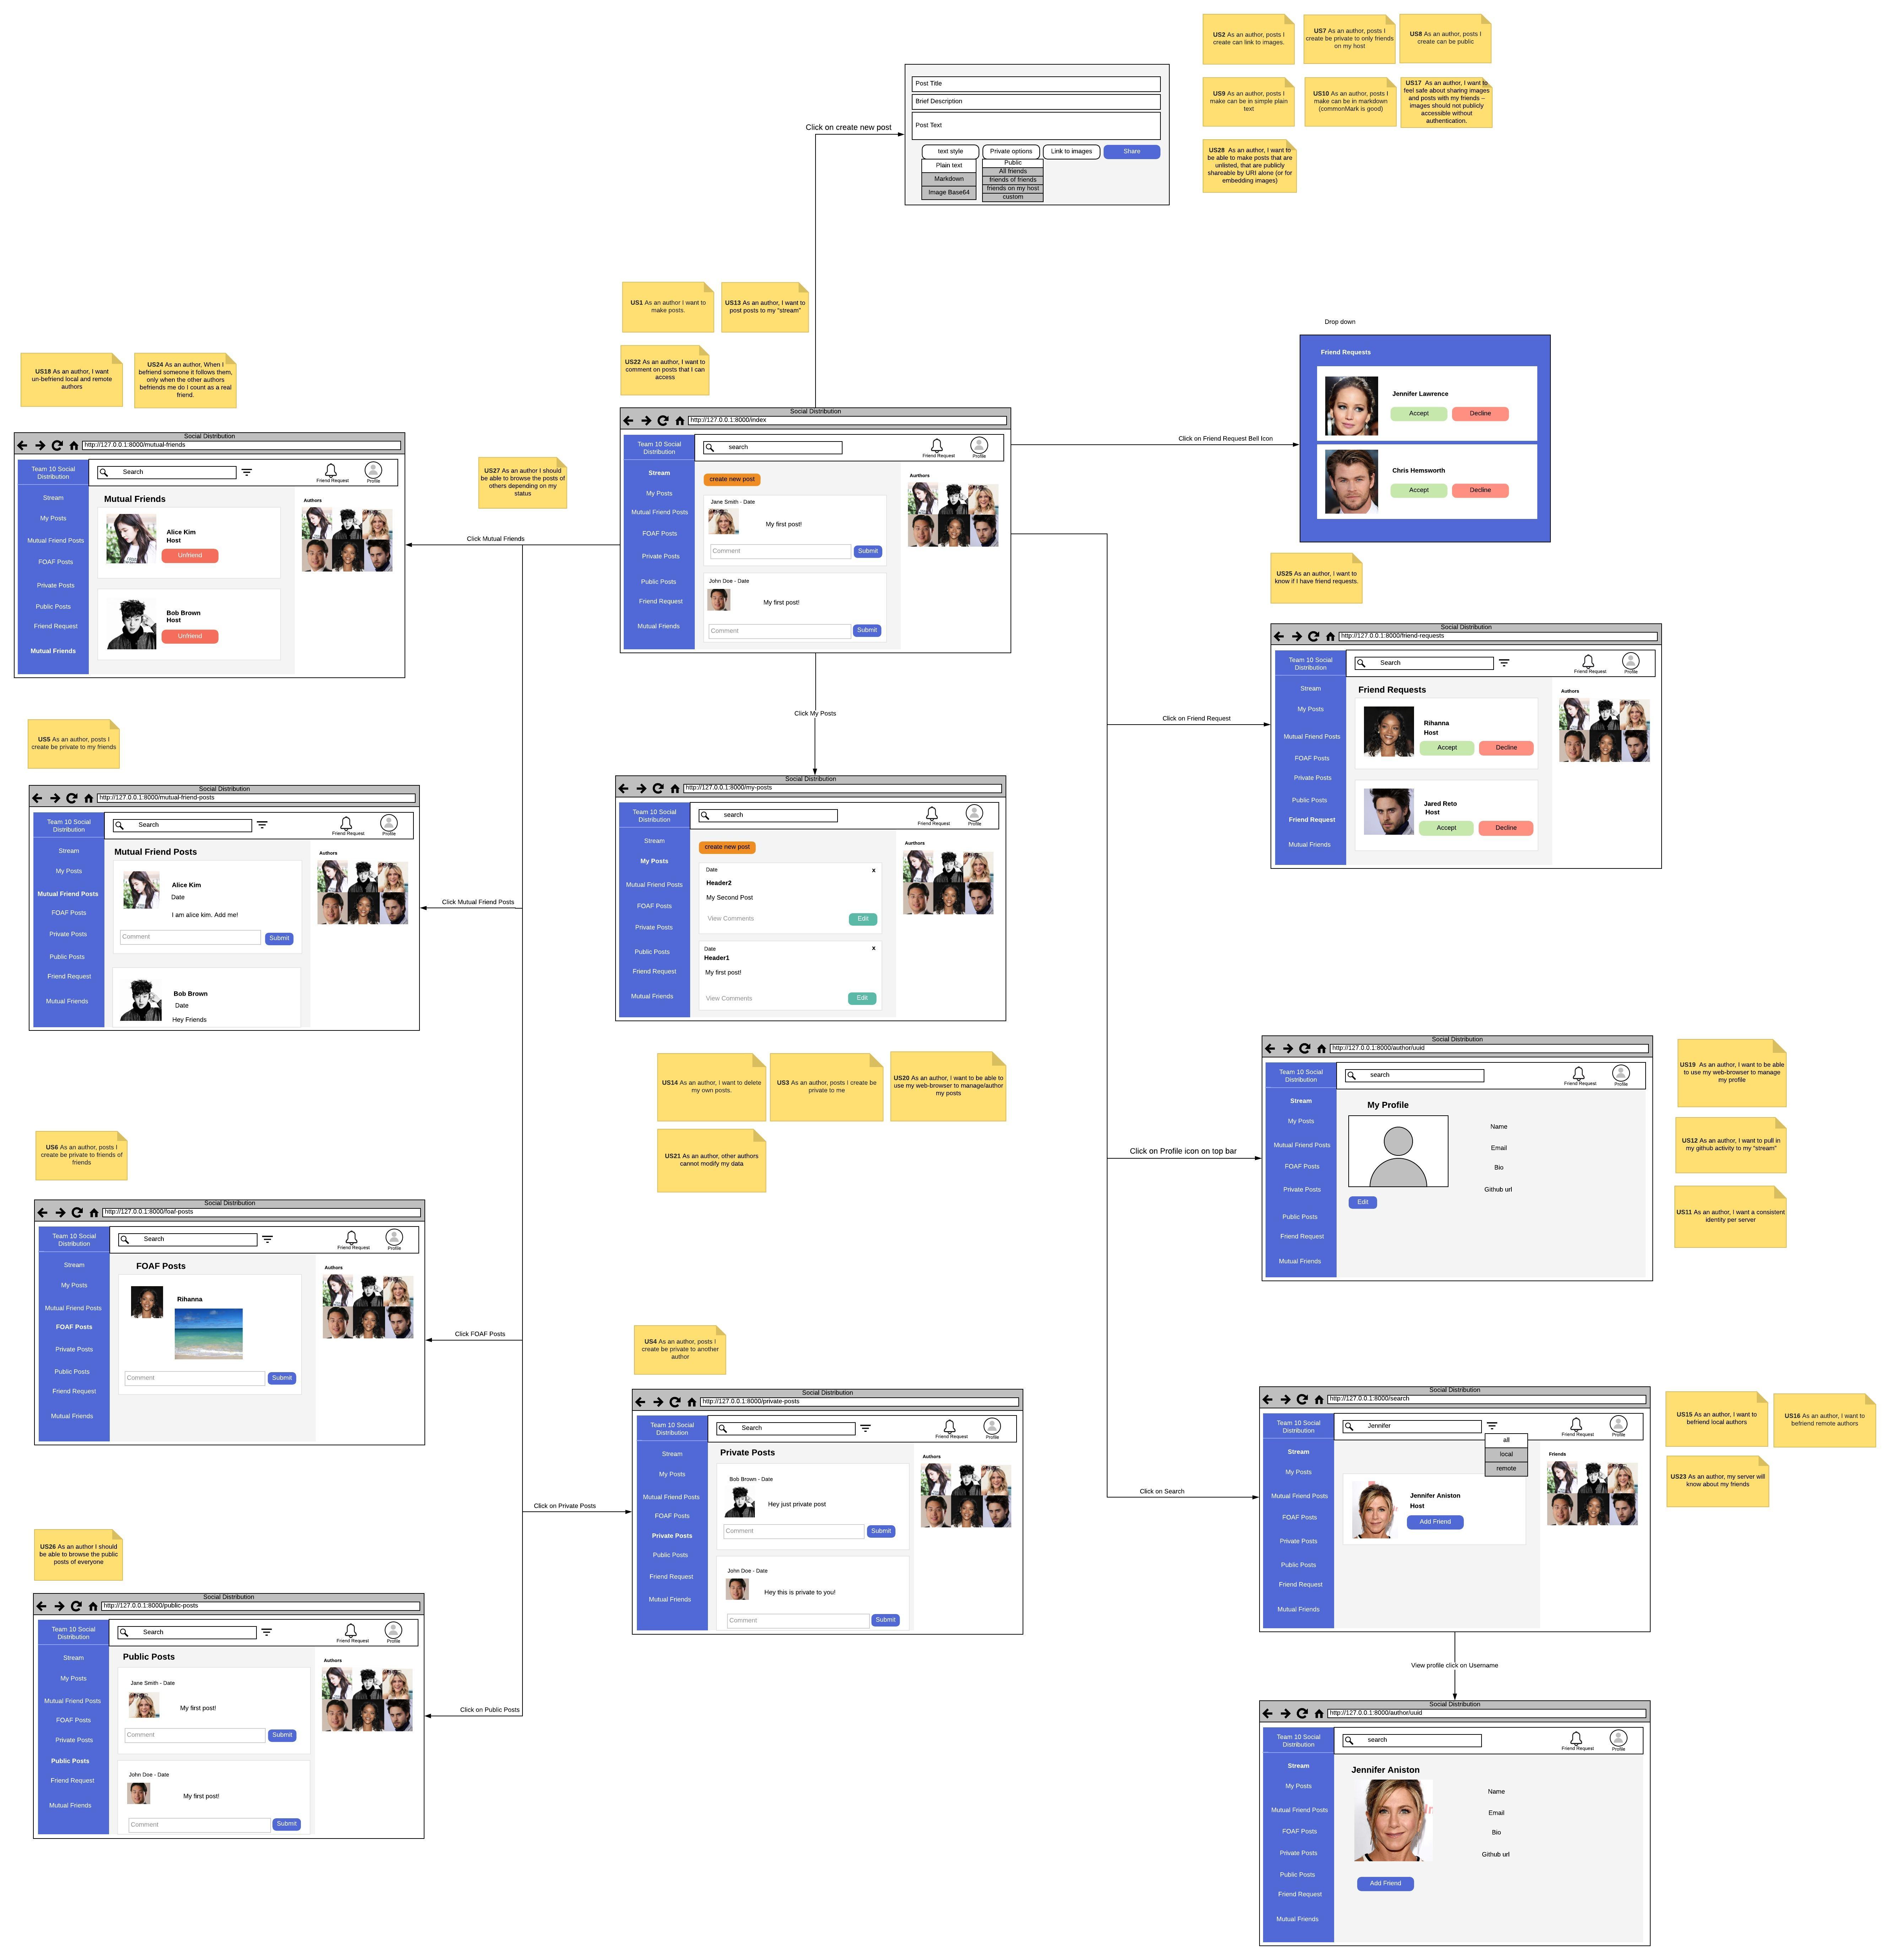 US2 As an author, posts I
create can link to images.
US7 As an author, posts I
create be private to only friends
on my host
US8 As an author, posts I
create can be public
US9 As an author, posts I
make can be in simple plain
text
US10 As an author, posts I
make can be in markdown
(commonMark is good)
US17 As an author, I want to
feel safe about sharing images
and posts with my friends –
images should not publicly
accessible without
authentication.
US28 As an author, I want to
be able to make posts that are
unlisted, that are publicly
shareable by URI alone (or for
embedding images)
Post Title
Brief Description
Post Text
text style
Private options
Link to images
Share
Plain text
Markdown
Image Base64
Public
All friends
friends of friends
friends on my host
custom
Click on create new post
US1 As an author I want to
make posts.
US13 As an author, I want to
post posts to my "stream"
US22 As an author, I want to
comment on posts that I can
access
Drop down
Friend Requests
Jennifer Lawrence
Accept
Decline
Chris Hemsworth
Accept
Decline
Click on Friend Request Bell Icon
US18 As an author, I want
un-befriend local and remote
authors
US24 As an author, When I
befriend someone it follows them,
only when the other authors
befriends me do I count as a real
friend.
US27 As an author I should
be able to browse the posts of
others depending on my
status
Social Distribution
http://127.0.0.1:8000/mutual-friends
Team 10 Social
Distribution
Stream
My Posts
Mutual Friend Posts
FOAF Posts
Private Posts
Public Posts
Friend Request
Mutual Friends
Search
Friend Request
Profile
Mutual Friends
Alice Kim
Host
Unfriend
Bob Brown
Host
Unfriend
Authors
Click Mutual Friends
Social Distribution
http://127.0.0.1:8000/index
Team 10 Social
Distribution
Stream
My Posts
Mutual Friend Posts
FOAF Posts
Private Posts
Public Posts
Friend Request
Mutual Friends
search
Friend Request
Profile
create new post
Jane Smith - Date
My first post!
Comment
Submit
John Doe - Date
My first post!
Comment
Submit
Aurthors
US25 As an author, I want to
know if I have friend requests.
Click on Friend Request
Social Distribution
http://127.0.0.1:8000/friend-requests
Team 10 Social
Distribution
Stream
My Posts
Mutual Friend Posts
FOAF Posts
Private Posts
Public Posts
Friend Request
Mutual Friends
Search
Friend Request
Profile
Friend Requests
Rihanna
Host
Accept
Decline
Jared Reto
Host
Accept
Decline
Authors
Click My Posts
US5 As an author, posts I
create be private to my friends
Social Distribution
http://127.0.0.1:8000/mutual-friend-posts
Team 10 Social
Distribution
Stream
My Posts
Mutual Friend Posts
FOAF Posts
Private Posts
Public Posts
Friend Request
Mutual Friends
Search
Friend Request
Profile
Mutual Friend Posts
Alice Kim
Date
I am alice kim. Add me!
Comment
Submit
Bob Brown
Date
Hey Friends
Authors
Click Mutual Friend Posts
Social Distribution
http://127.0.0.1:8000/my-posts
Team 10 Social
Distribution
Stream
My Posts
Mutual Friend Posts
FOAF Posts
Private Posts
Public Posts
Friend Request
Mutual Friends
search
Friend Request
Profile
create new post
Date
x
Header2
My Second Post
View Comments
Edit
Date
x
Header1
My first post!
View Comments
Edit
Aurthors
US14 As an author, I want to delete
my own posts.
US3 As an author, posts I create be
private to me
US20 As an author, I want to be able to
use my web-browser to manage/author
my posts
US21 As an author, other authors
cannot modify my data
Click on Profile icon on top bar
Social Distribution
http://127.0.0.1:8000/author/uuid
Team 10 Social
Distribution
Stream
My Posts
Mutual Friend Posts
FOAF Posts
Private Posts
Public Posts
Friend Request
Mutual Friends
search
Friend Request
Profile
My Profile
Name
Email
Bio
Github url
Edit
US19 As an author, I want to be able
to use my web-browser to manage
my profile
US12 As an author, I want to pull in
my github activity to my "stream"
US11 As an author, I want a consistent
identity per server
US6 As an author, posts I
create be private to friends of
friends
Social Distribution
http://127.0.0.1:8000/foaf-posts
Team 10 Social
Distribution
Stream
My Posts
Mutual Friend Posts
FOAF Posts
Private Posts
Public Posts
Friend Request
Mutual Friends
Search
Friend Request
Profile
FOAF Posts
Rihanna
Comment
Submit
Authors
Click FOAF Posts
US4 As an author, posts I
create be private to another
author
Click on Private Posts
Social Distribution
http://127.0.0.1:8000/private-posts
Team 10 Social
Distribution
Stream
My Posts
Mutual Friend Posts
FOAF Posts
Private Posts
Public Posts
Friend Request
Mutual Friends
Search
Friend Request
Profile
Private Posts
Bob Brown - Date
Hey just private post
Comment
Submit
John Doe - Date
Hey this is private to you!
Comment
Submit
Authors
Click on Search
Social Distribution
http://127.0.0.1:8000/search
Team 10 Social
Distribution
Stream
My Posts
Mutual Friend Posts
FOAF Posts
Private Posts
Public Posts
Friend Request
Mutual Friends
Jennifer
all
local
remote
Friend Request
Profile
Jennifer Aniston
Host
Add Friend
Friends
US15 As an author, I want to
befriend local authors
US16 As an author, I want to
befriend remote authors
US23 As an author, my server will
know about my friends
US26 As an author I should
be able to browse the public
posts of everyone
Social Distribution
http://127.0.0.1:8000/public-posts
Team 10 Social
Distribution
Stream
My Posts
Mutual Friend Posts
FOAF Posts
Private Posts
Public Posts
Friend Request
Mutual Friends
Search
Friend Request
Profile
Public Posts
Jane Smith - Date
My first post!
Comment
Submit
John Doe - Date
My first post!
Comment
Submit
Authors
Click on Public Posts
View profile click on Username
Social Distribution
http://127.0.0.1:8000/author/uuid
Team 10 Social
Distribution
Stream
My Posts
Mutual Friend Posts
FOAF Posts
Private Posts
Public Posts
Friend Request
Mutual Friends
search
Friend Request
Profile
Jennifer Aniston
Name
Email
Bio
Github url
Add Friend